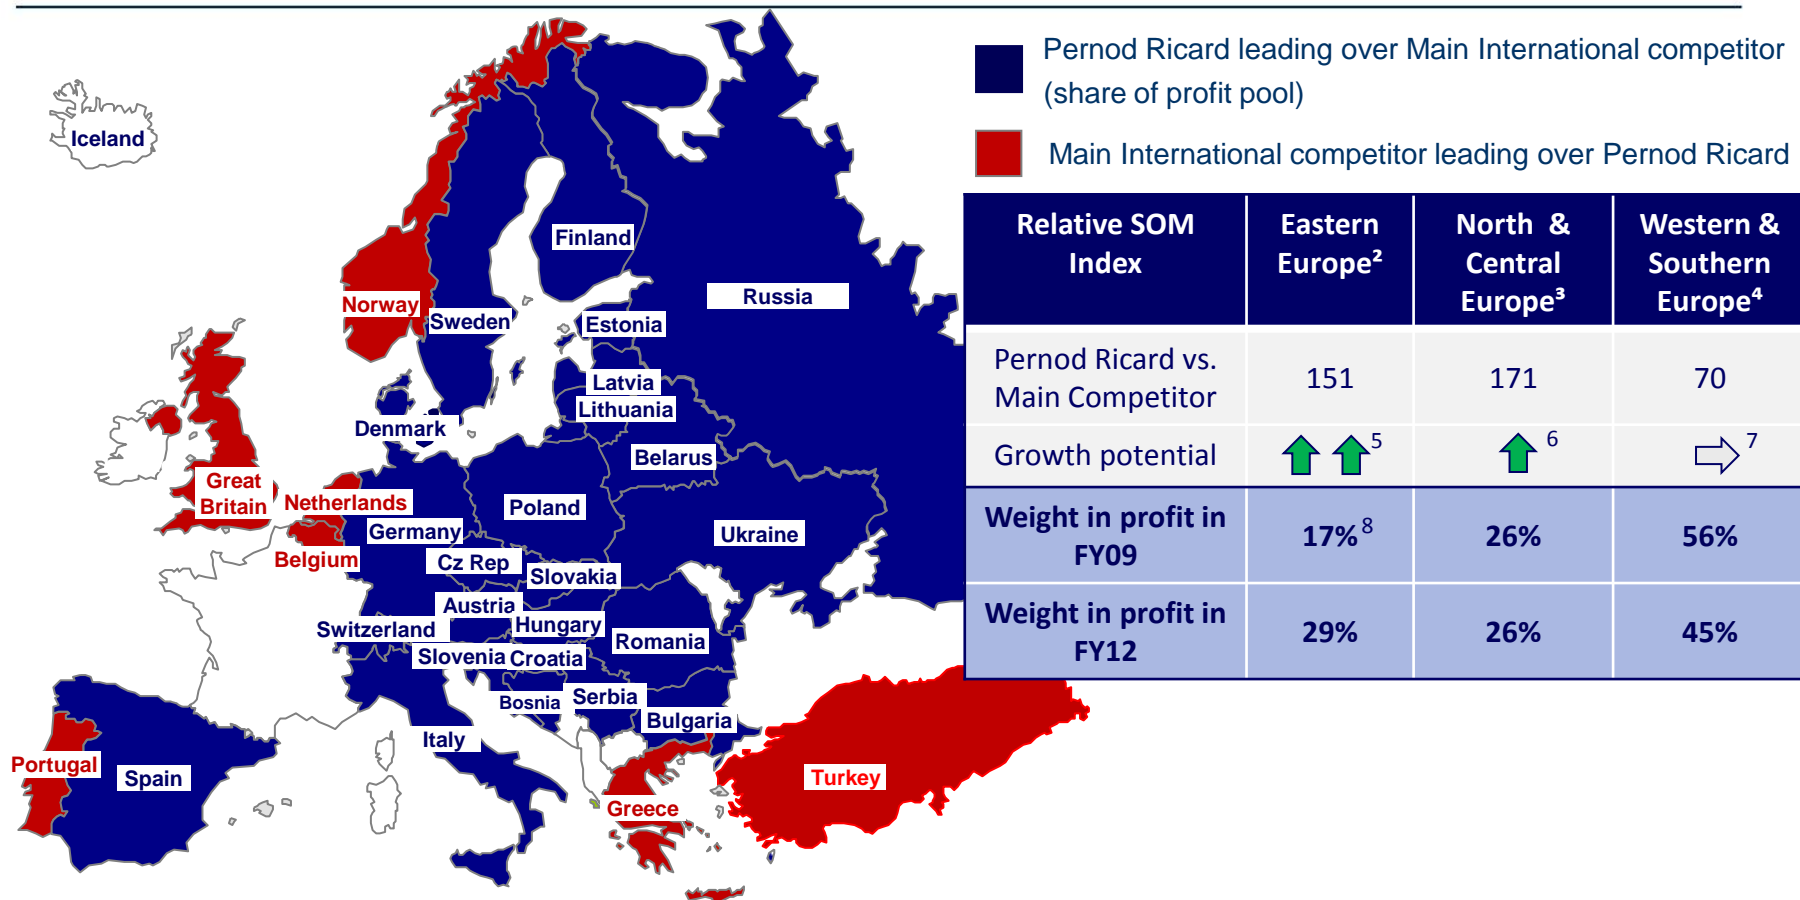 Pernod Ricard leading over Main International competitor
(share of profit pool)
Main International competitor leading over Pernod Ricard
Iceland
Finland
Norway
Sweden
Russia
Estonia
Latvia
Lithuania
Denmark
Belarus
Great
Britain
Netherlands
Germany
Poland
Ukraine
Belgium
Cz Rep
Slovakia
Austria
Switzerland
Hungary
Romania
Slovenia
Croatia
Bosnia
Serbia
Bulgaria
Italy
Portugal
Spain
Greece
Turkey
Relative SOM
Index
Eastern
Europe²
North & 
Central
Europe³
Western &
Southern
Europe⁴
Pernod Ricard vs.
Main Competitor
151
171
70
Growth potential
5
6
7
Weight in profit in
FY09
17% 8
26%
56%
Weight in profit in
FY12
29%
26%
45%